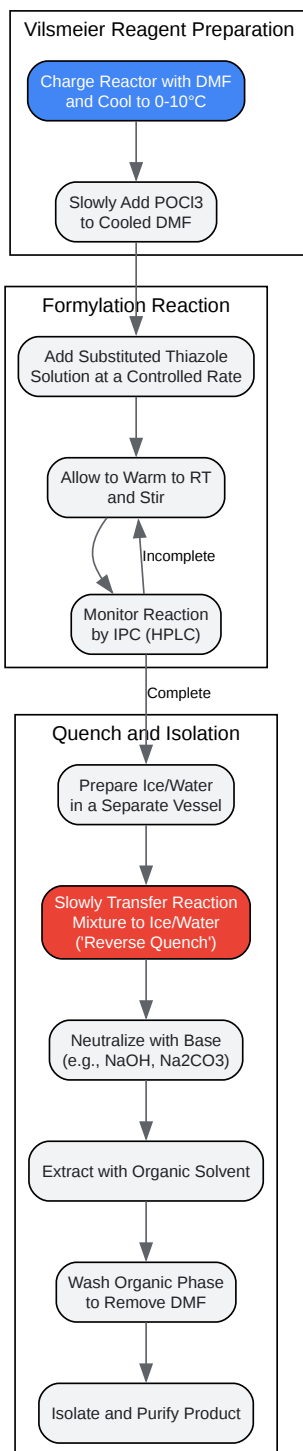 Vilsmeier Reagent Preparation
Charge Reactor with DMF
and Cool to 0-10°C
Slowly Add POCl3
to Cooled DMF
Formylation Reaction
Add Substituted Thiazole
Solution at a Controlled Rate
Allow to Warm to RT
and Stir
Incomplete
Monitor Reaction
by IPC (HPLC)
Complete
Quench and Isolation
Prepare Ice/Water
in a Separate Vessel
Slowly Transfer Reaction
Mixture to Ice/Water
('Reverse Quench')
Neutralize with Base
(e.g., NaOH, Na2CO3)
Extract with Organic Solvent
Wash Organic Phase
to Remove DMF
Isolate and Purify Product